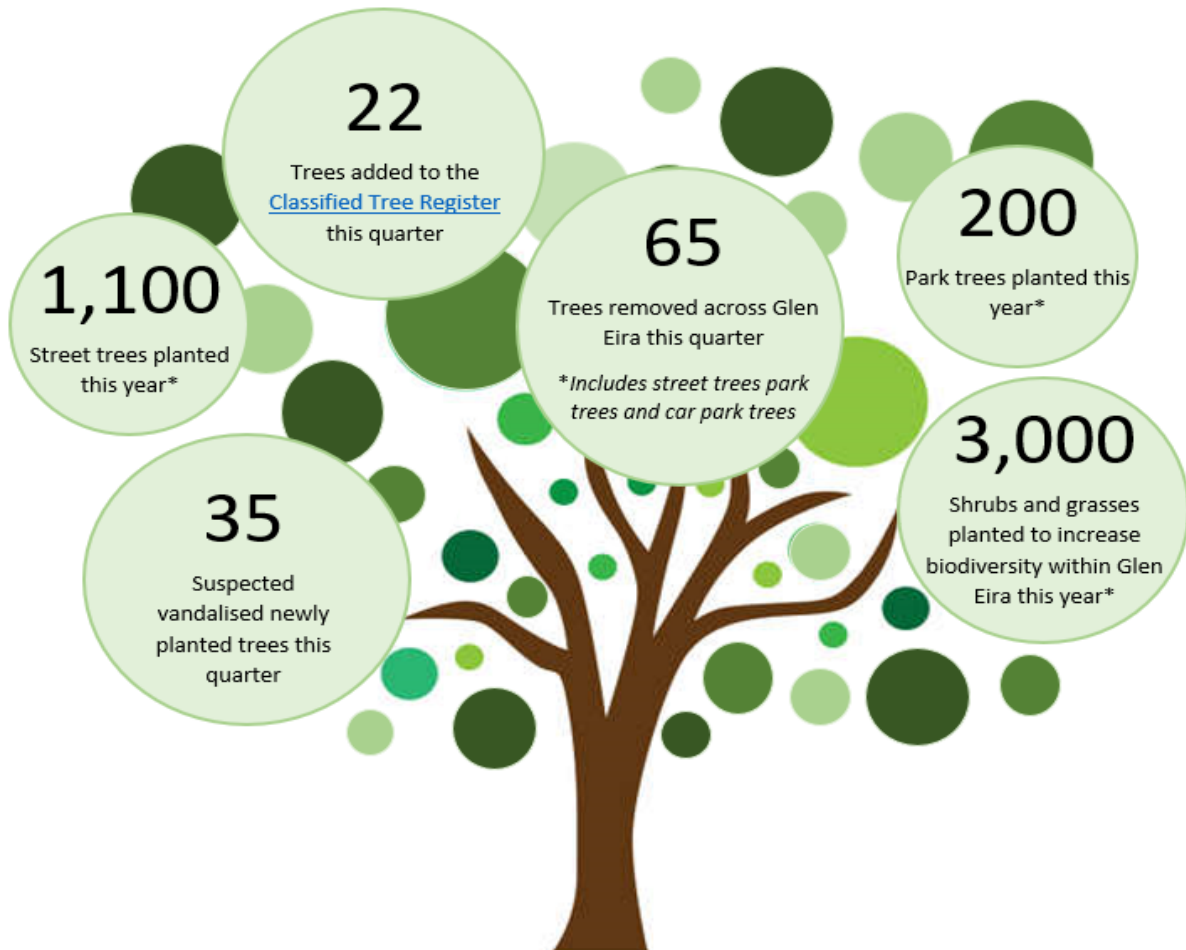 22
Trees added to the
Classified Tree Register
this quarter
1,100
Street trees planted
this year*
65
Trees removed across Glen
Eira this quarter
*Includes street trees park
trees and car park trees
200
Park trees planted this
year*
35
Suspected
vandalised newly
planted trees this
quarter
3,000
Shrubs and grasses
planted to increase
biodiversity within Glen
Eira this year*